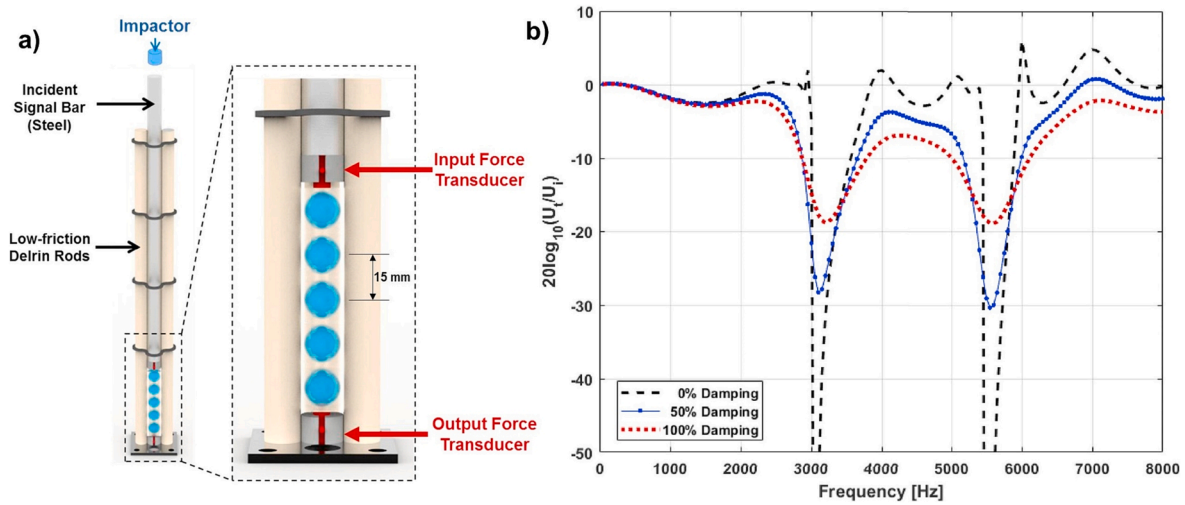 a)
Impactor
Incident
Signal Bar
(Steel)
Low-friction
Delrin Rods
Input Force
Transducer
15 mm
Output Force
Transducer
b)
20log10(Ut/Ui)
10
0
-10
-20
-30
-40
-50
0% Damping
50% Damping
100% Damping
0
1000
2000
3000
4000
5000
6000
7000
8000
Frequency [Hz]